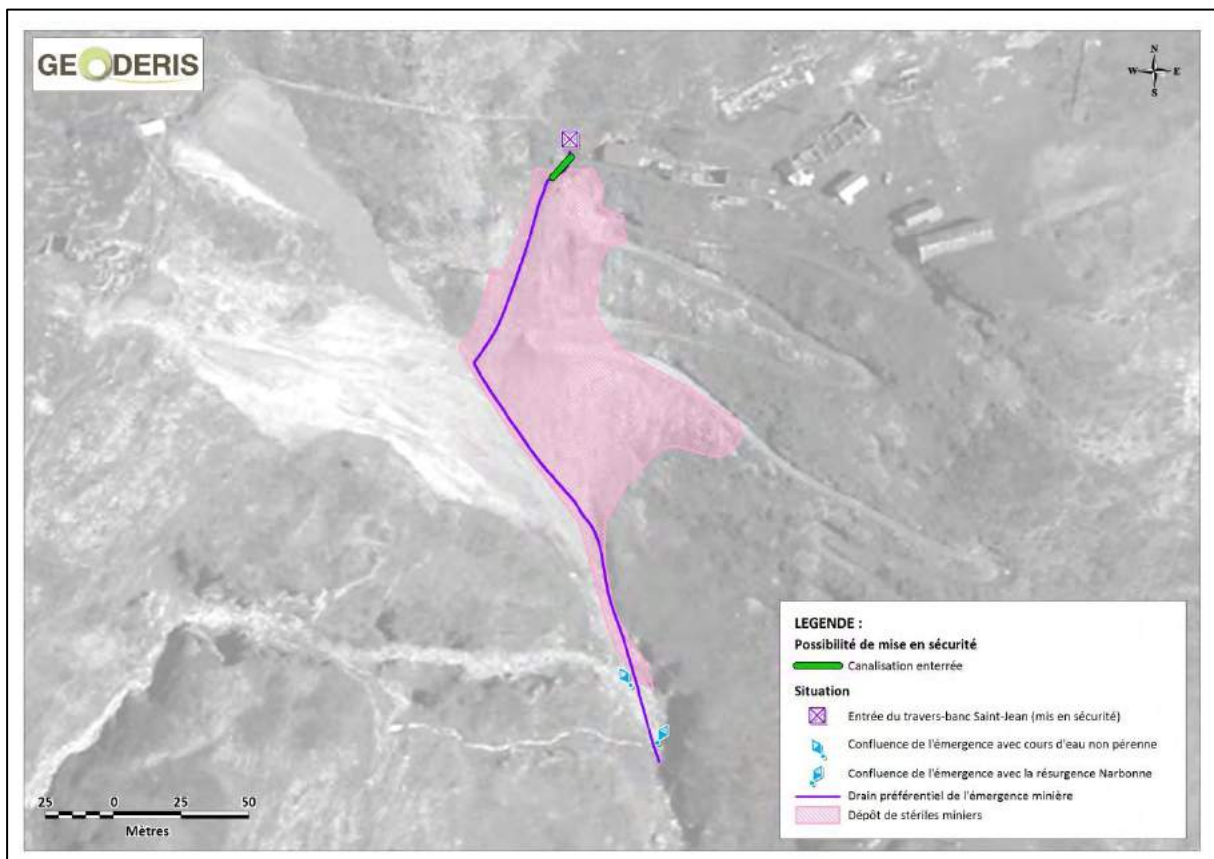 GEODERIS
N
W E
S
LEGENDE :
Possibilité de mise en sécurité
Canalisation enterrée
Situation
Entrée du travers-banc Saint-Jean (mis en sécurité)
Confluence de l'émergence avec cours d'eau non pérenne
Confluence de l'émergence avec la résurgence Narbonne
Drain préférentiel de l'émergence minière
Dépôt de stériles miniers
25 0 25 50
Mètres